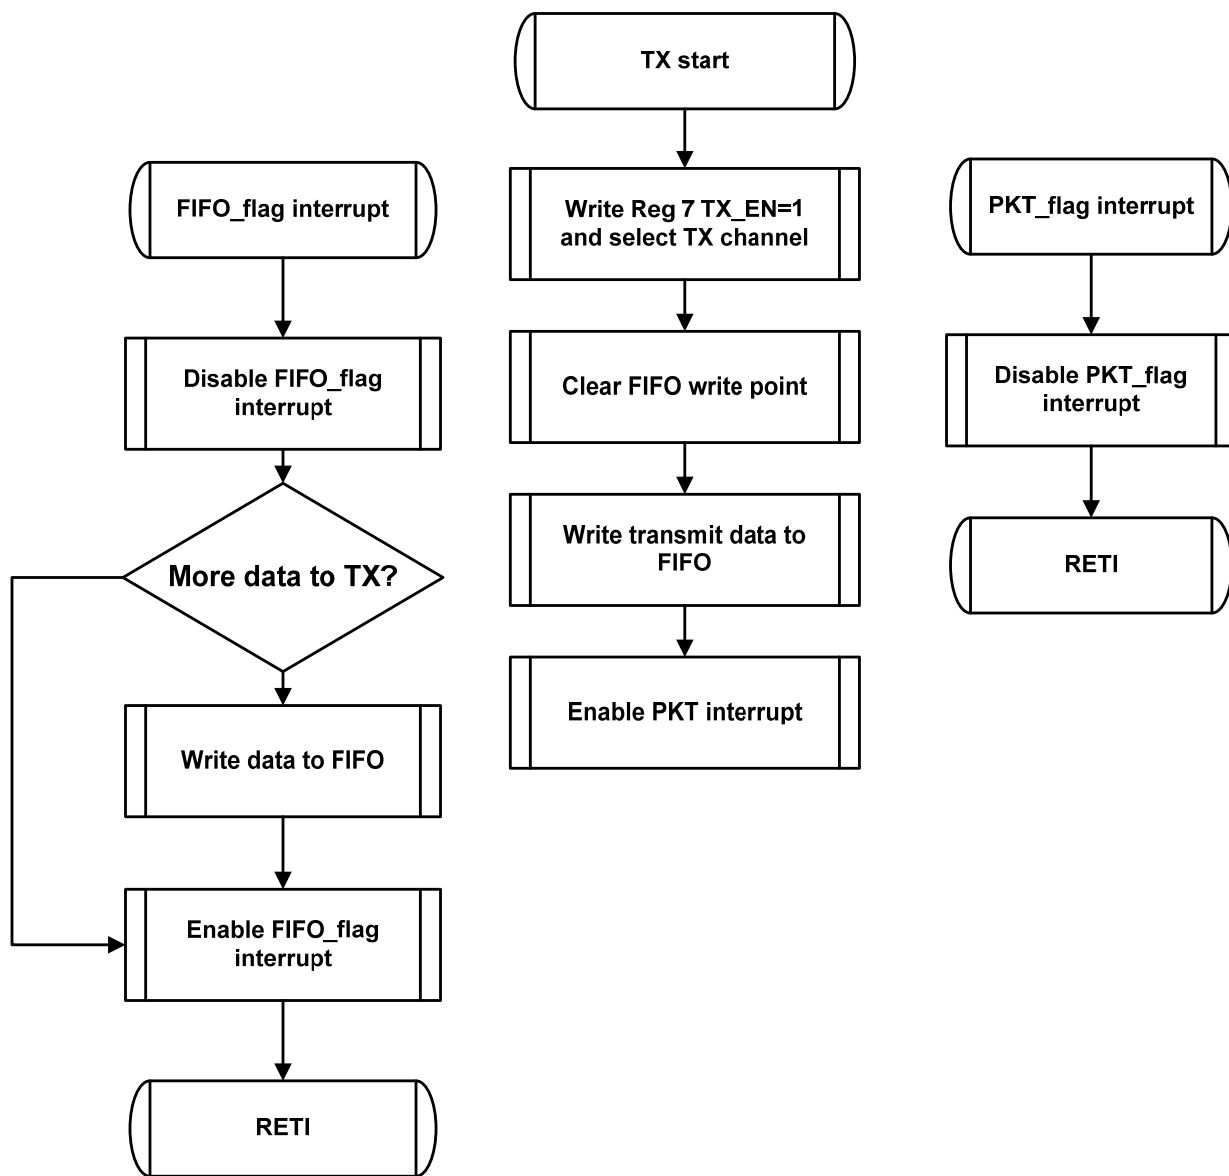 TX start
Write Reg 7 TX_EN=1
and select TX channel
Clear FIFO write point
Write transmit data to
FIFO
Enable PKT interrupt
FIFO_flag interrupt
Disable FIFO_flag
interrupt
More data to TX?
Write data to FIFO
Enable FIFO_flag
interrupt
RETI
PKT_flag interrupt
Disable PKT_flag
interrupt
RETI